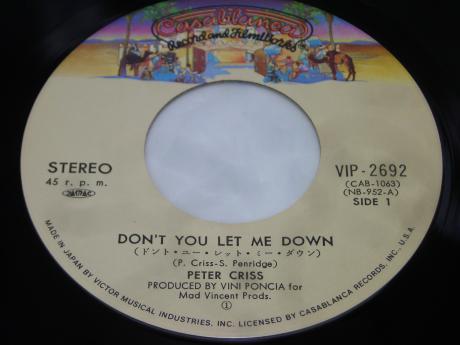 Casablanca
Record and FilmWorks
STEREO
45 r. p. m.
VIP-2692
(CAB-1063)
(NB-952-A)
SIDE 1
DON'T YOU LET ME DOWN
(ドント・ユー・レット・ミー・ダウン)
(P. Criss-S. Penridge)
PETER CRISS
PRODUCED BY VINI PONCIA for
Mad Vincent Prods.
①
MADE IN JAPAN BY VICTOR MUSICAL INDUSTRIES, INC. LICENSED BY CASABLANCA RECORDS, INC., U.S.A.